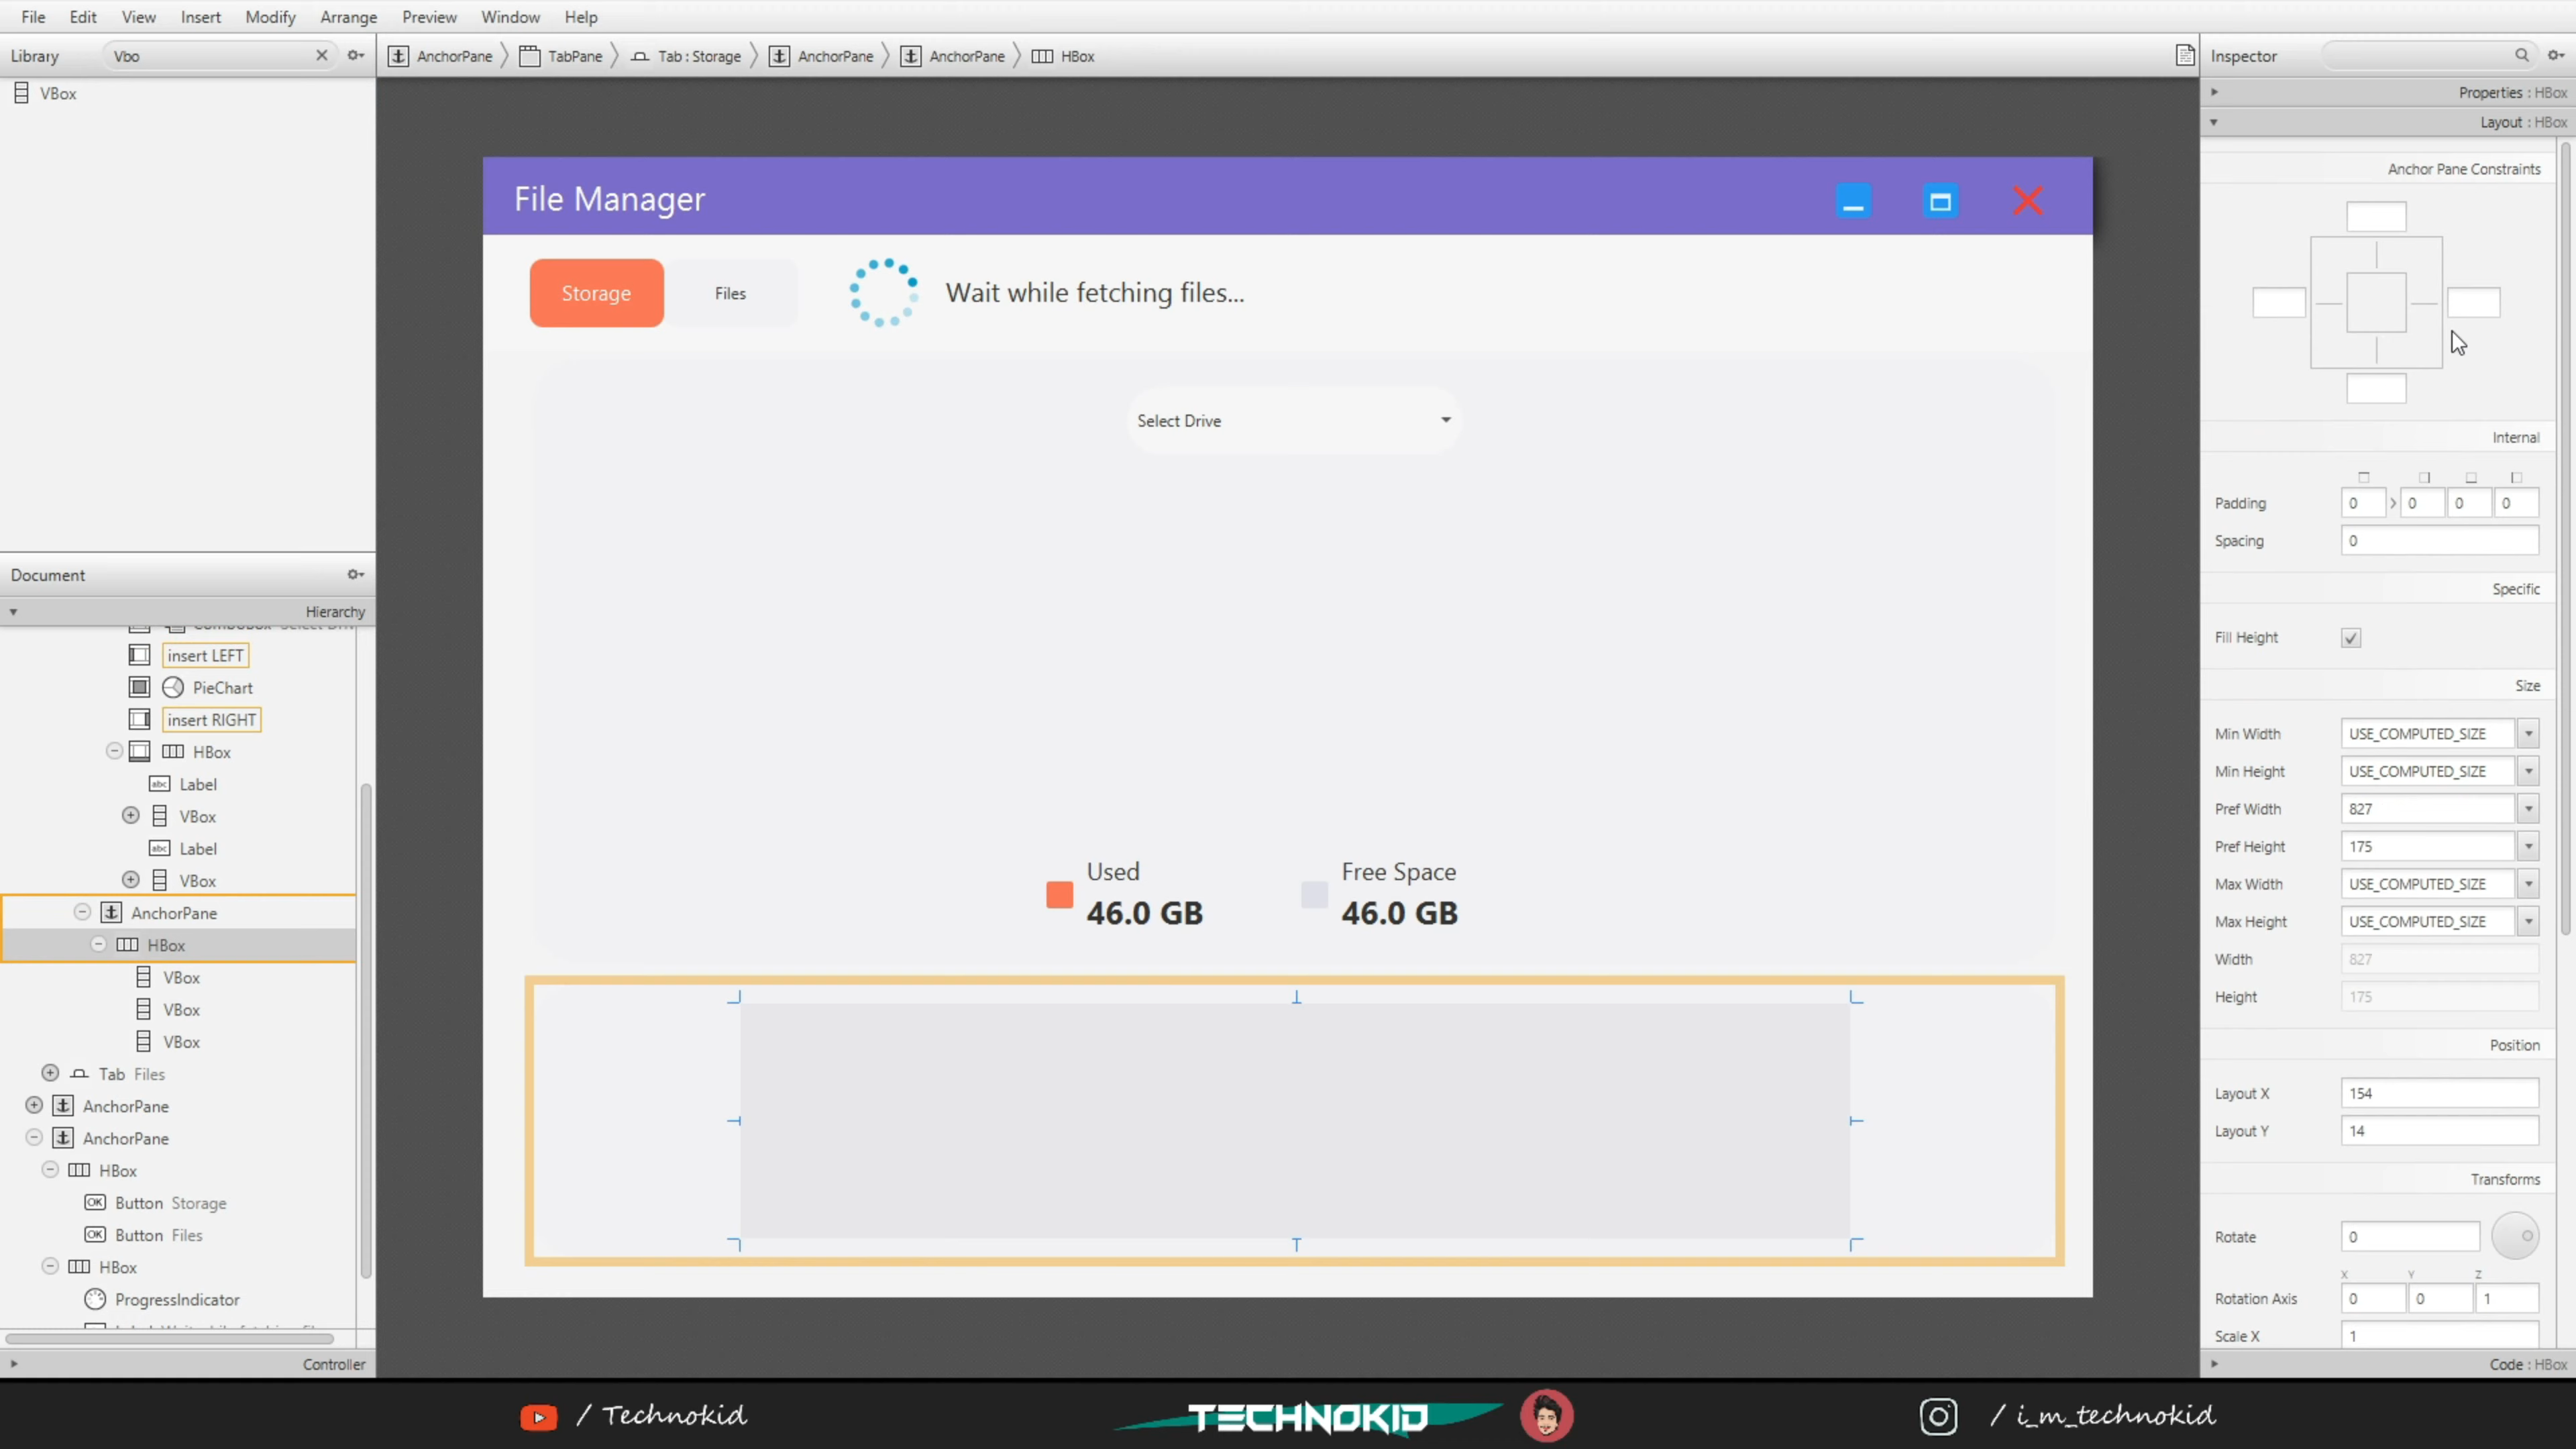 File Edit View Insert Modify Arrange Preview Window Help
Library Vbo
AnchorPane TabPane Tab : Storage AnchorPane AnchorPane HBox
Inspector
VBox
Properties : HBox
Layout : HBox
Anchor Pane Constraints
File Manager
Storage Files Wait while fetching files...
Select Drive
Internal
Padding 0 0 0 0
Spacing 0
Specific
Fill Height
Size
Min Width USE_COMPUTED_SIZE
Min Height USE_COMPUTED_SIZE
Pref Width 827
Pref Height 175
Max Width USE_COMPUTED_SIZE
Max Height USE_COMPUTED_SIZE
Width 827
Height 175
Position
Layout X 154
Layout Y 14
Transforms
Rotate 0
X Y Z
Rotation Axis 0 0 1
Scale X 1
Code : HBox
Document
Hierarchy
insert LEFT
PieChart
insert RIGHT
HBox
abc Label
VBox
abc Label
VBox
AnchorPane
HBox
VBox
VBox
VBox
Tab Files
AnchorPane
AnchorPane
HBox
OK Button Storage
OK Button Files
HBox
ProgressIndicator
Controller
Used
46.0 GB
Free Space
46.0 GB
/ Technokid
TECHNOKID
/ i_m_technokid